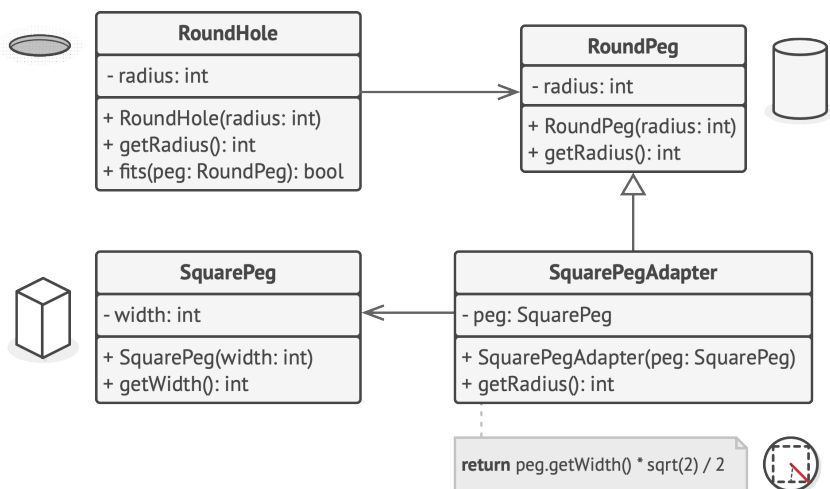 RoundHole
- radius: int
+ RoundHole(radius: int)
+ getRadius(): int
+ fits(peg: RoundPeg): bool
RoundPeg
- radius: int
+ RoundPeg(radius: int)
+ getRadius(): int
SquarePeg
- width: int
+ SquarePeg(width: int)
+ getWidth(): int
SquarePegAdapter
- peg: SquarePeg
+ SquarePegAdapter(peg: SquarePeg)
+ getRadius(): int
return peg.getWidth() * sqrt(2) / 2